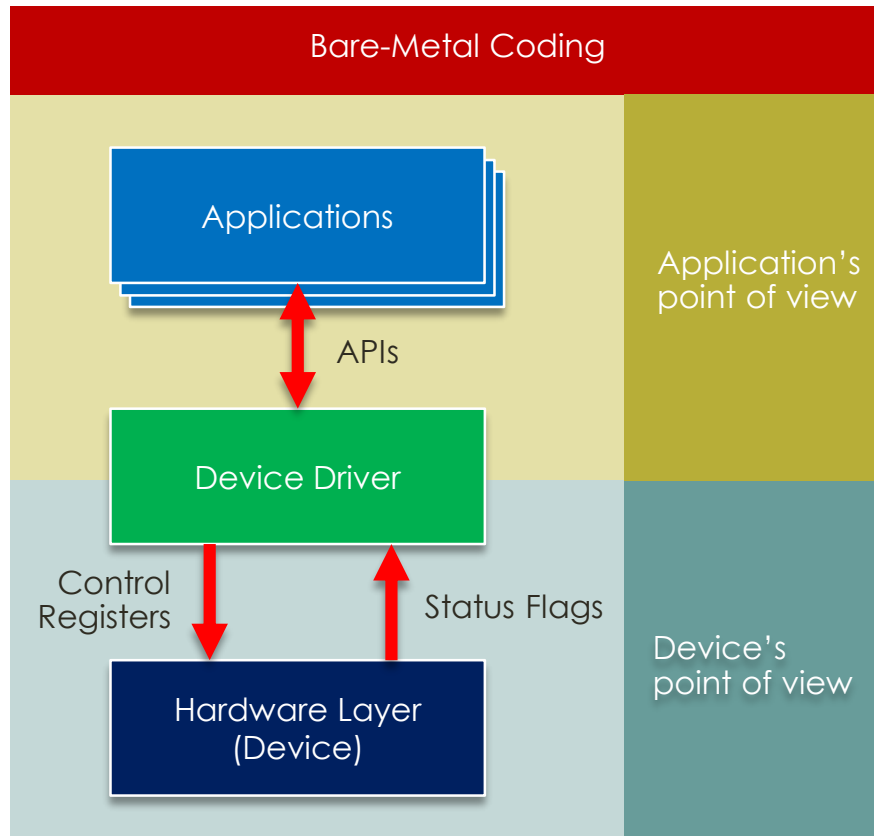 Bare-Metal Coding
Applications
Application’s
point of view
APIs
Device Driver
Control
Registers
Status Flags
Device’s
point of view
Hardware Layer
(Device)